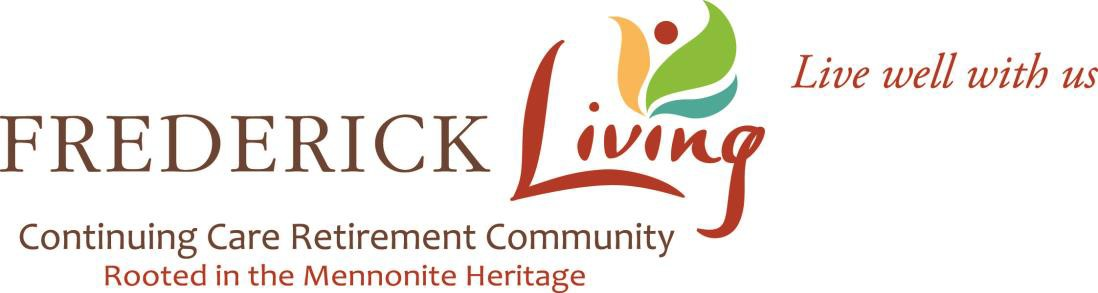 FREDERICK Living
Live well with us
Continuing Care Retirement Community
Rooted in the Mennonite Heritage